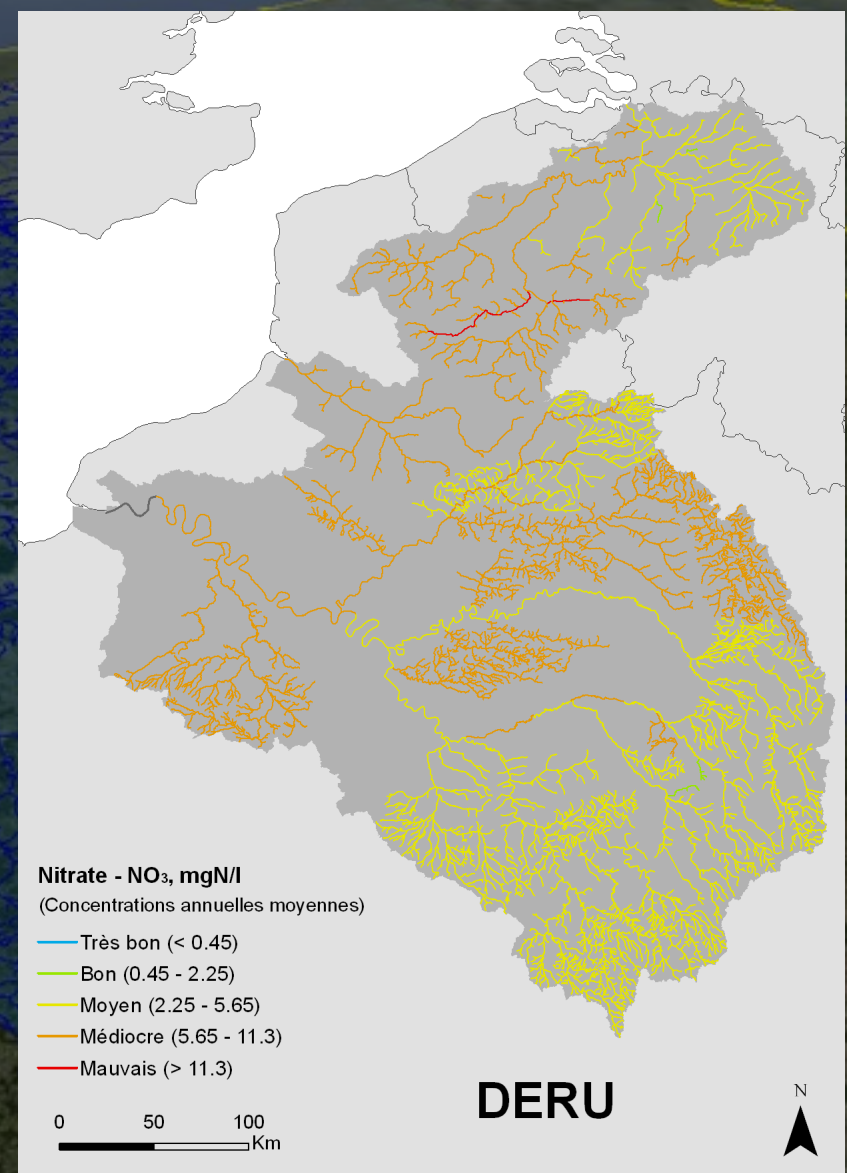 Nitrate - NO₃, mgN/l
(Concentrations annuelles moyennes)
Très bon (< 0.45)
Bon (0.45 - 2.25)
Moyen (2.25 - 5.65)
Médiocre (5.65 - 11.3)
Mauvais (> 11.3)
0 50 100
Km
DERU
N